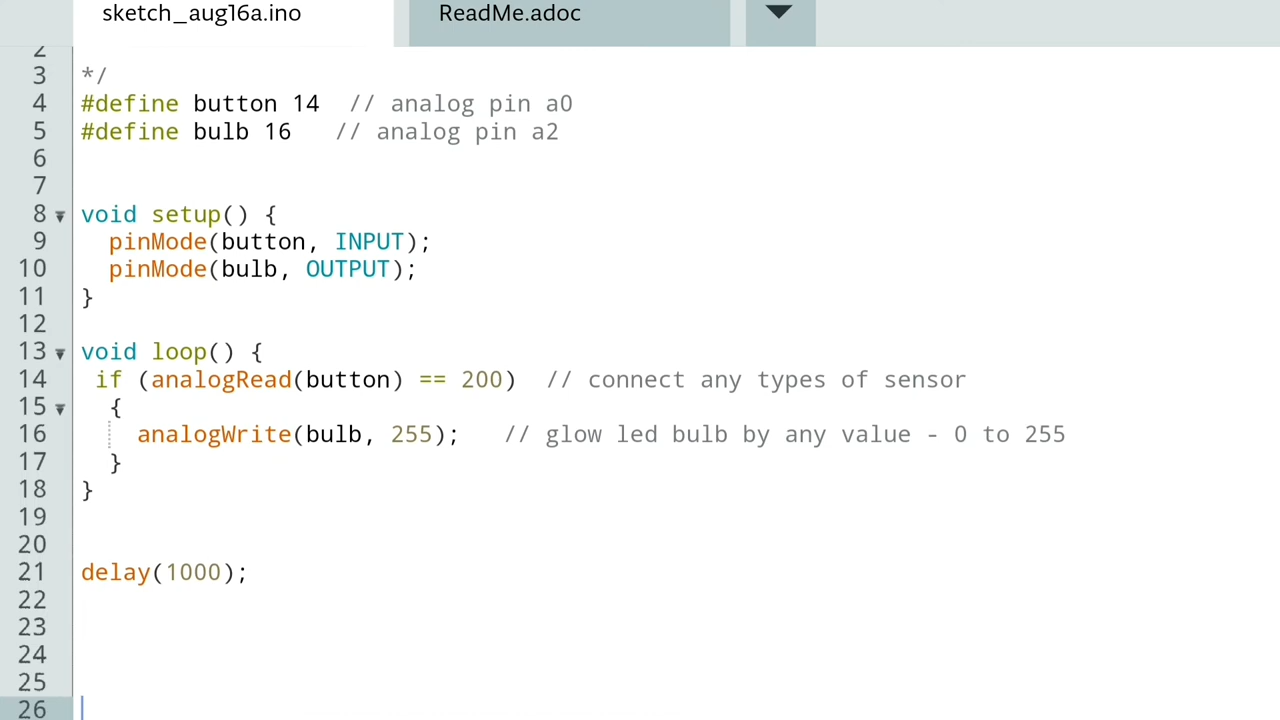 sketch_aug16a.ino ReadMe.adoc
2
3 */
4 #define button 14 // analog pin a0
5 #define bulb 16 // analog pin a2
6
7
8 void setup() {
9 pinMode(button, INPUT);
10 pinMode(bulb, OUTPUT);
11 }
12
13 void loop() {
14 if (analogRead(button) == 200) // connect any types of sensor
15 {
16 analogWrite(bulb, 255); // glow led bulb by any value - 0 to 255
17 }
18 }
19
20
21 delay(1000);
22
23
24
25
26